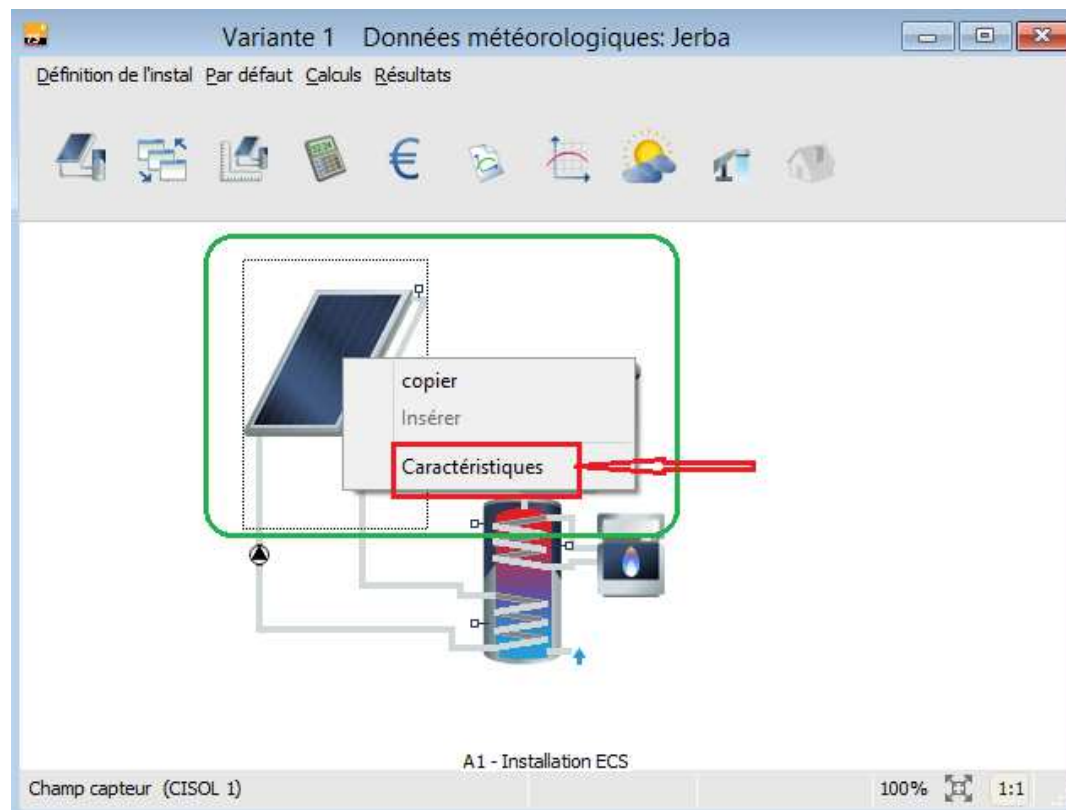 Variante 1 Données météorologiques: Jerba
Définition de l'instal Par défaut Calculs Résultats
€
copier
Insérer
Caractéristiques
A1 - Installation ECS
Champ capteur (CISOL 1)
100% 1:1